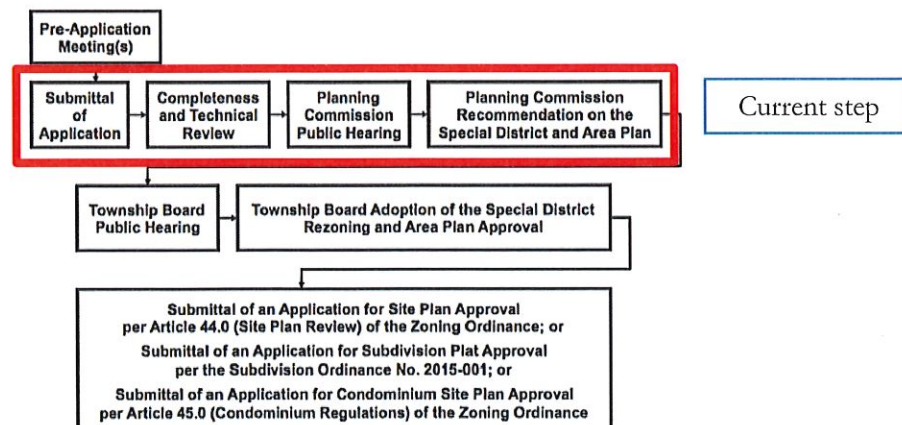 Pre-Application
Meeting(s)
Submittal
of
Application
Completeness
and Technical
Review
Planning
Commission
Public Hearing
Planning Commission
Recommendation on the
Special District and Area Plan
Current step
Township Board
Public Hearing
Township Board Adoption of the Special District
Rezoning and Area Plan Approval
Submittal of an Application for Site Plan Approval
per Article 44.0 (Site Plan Review) of the Zoning Ordinance; or
Submittal of an Application for Subdivision Plat Approval
per the Subdivision Ordinance No. 2015-001; or
Submittal of an Application for Condominium Site Plan Approval
per Article 45.0 (Condominium Regulations) of the Zoning Ordinance